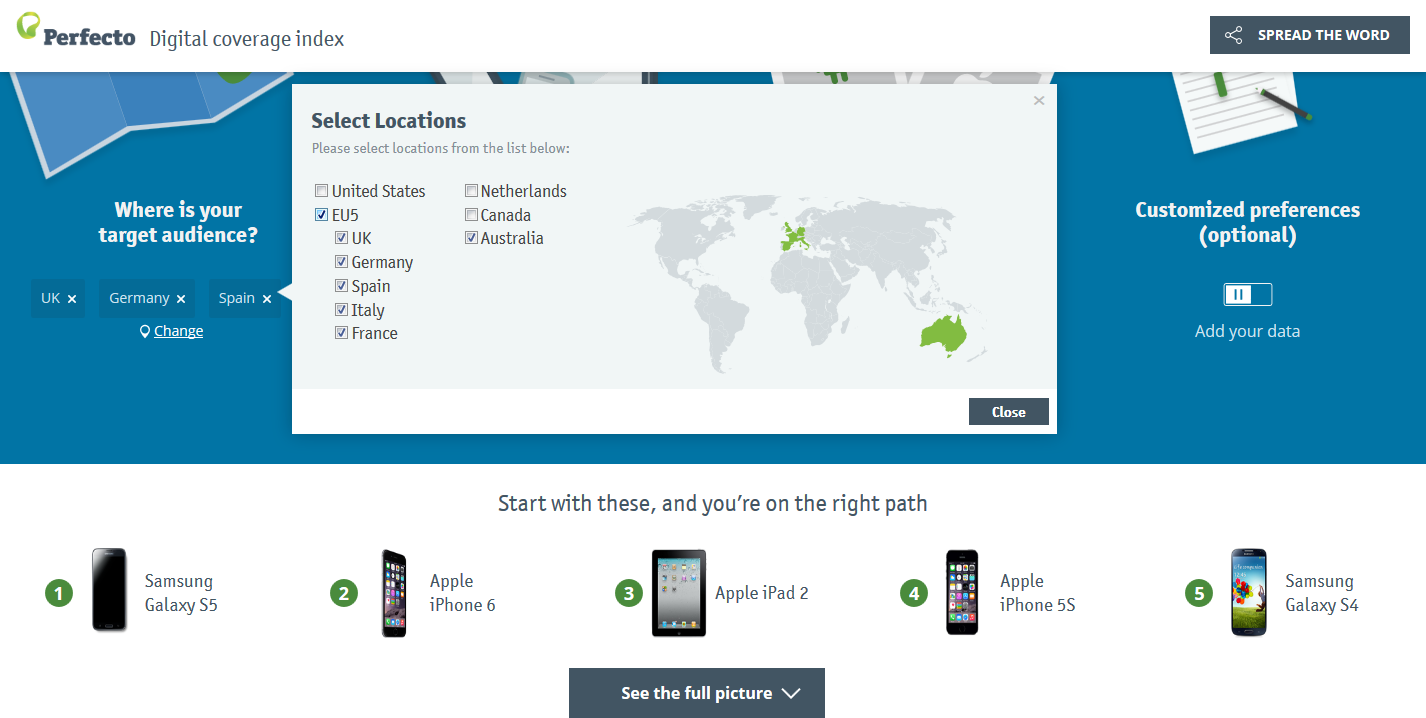 Perfecto Digital coverage index
SPREAD THE WORD
Where is your
target audience?
UK × Germany × Spain ×
Change
×
Select Locations
Please select locations from the list below:
United States
EU5
UK
Germany
Spain
Italy
France
Netherlands
Canada
Australia
Close
Customized preferences
(optional)
Add your data
Start with these, and you’re on the right path
1
Samsung
Galaxy S5
2
Apple
iPhone 6
3
Apple iPad 2
4
Apple
iPhone 5S
5
Samsung
Galaxy S4
See the full picture